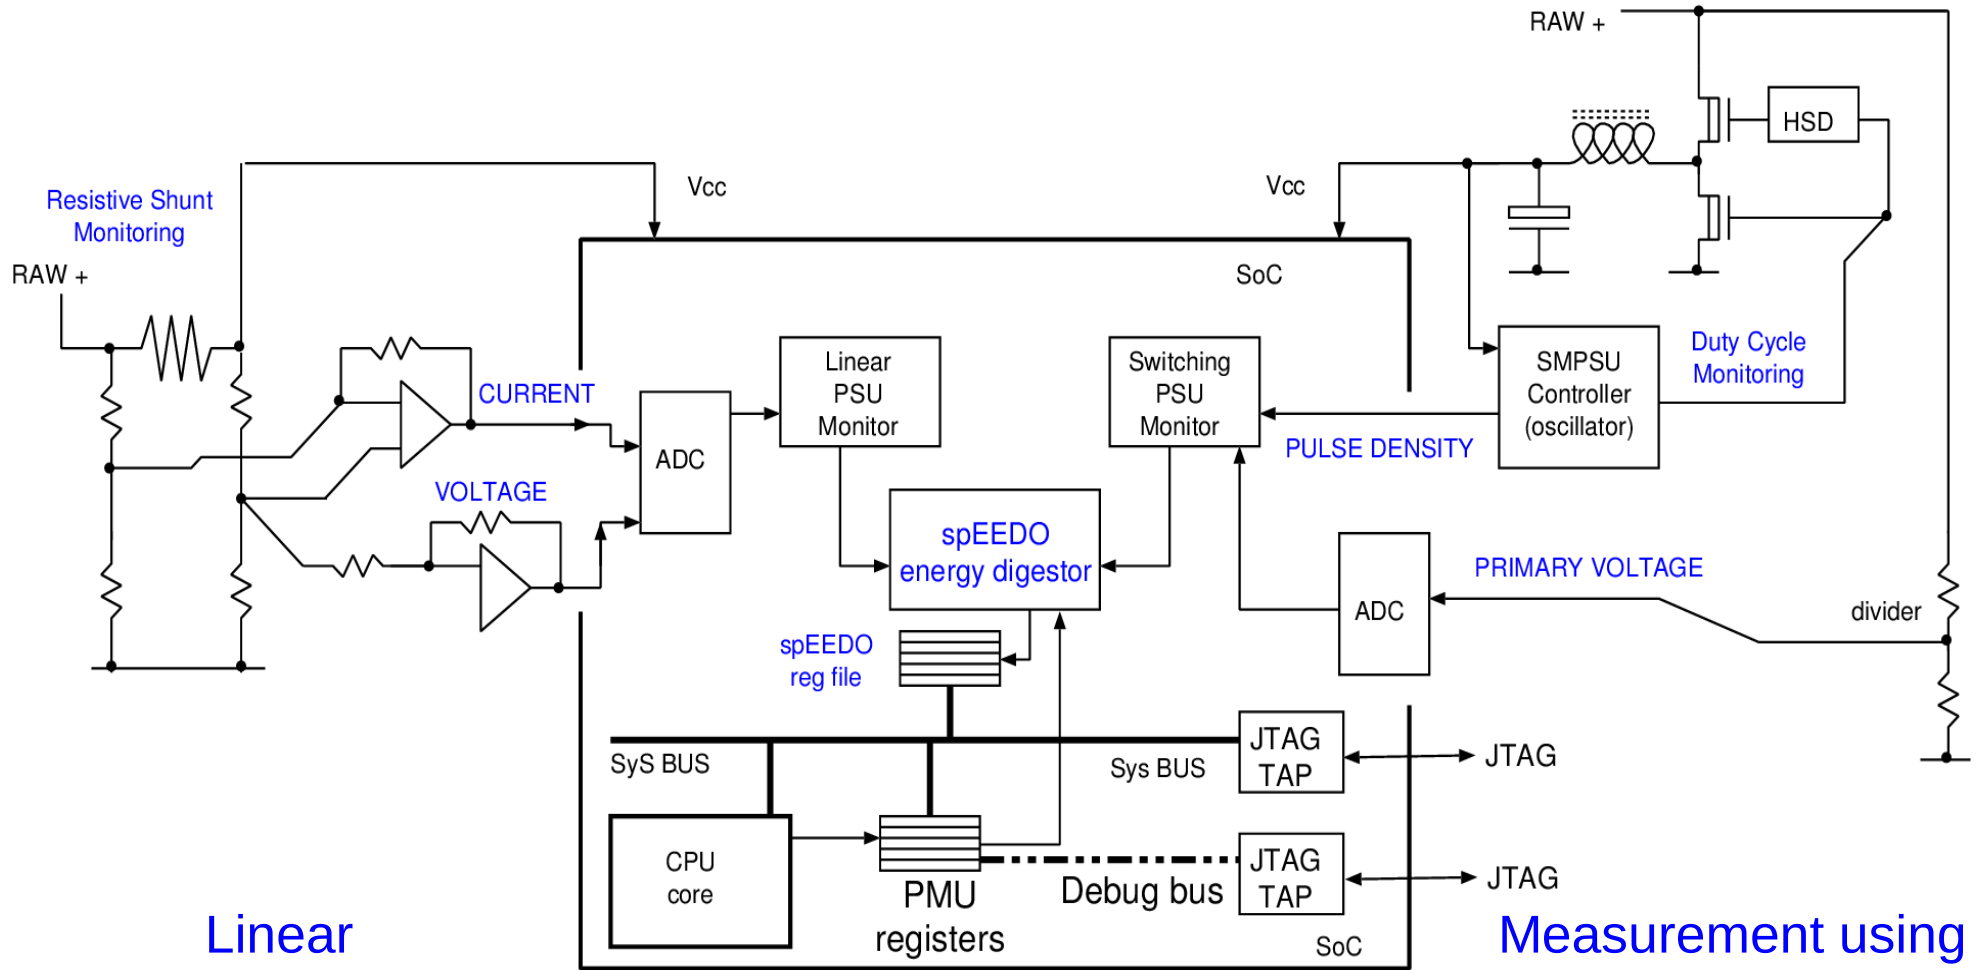 RAW +
HSD
Resistive Shunt
Monitoring
Vcc
Vcc
RAW +
SoC
Linear
PSU
Monitor
Switching
PSU
Monitor
SMPSU
Controller
(oscillator)
Duty Cycle
Monitoring
CURRENT
ADC
PULSE DENSITY
VOLTAGE
spEEDO
energy digestor
PRIMARY VOLTAGE
ADC
divider
spEEDO
reg file
SyS BUS
Sys BUS
JTAG
TAP
JTAG
CPU
core
PMU
registers
Debug bus
JTAG
TAP
JTAG
SoC
Linear
Measurement using